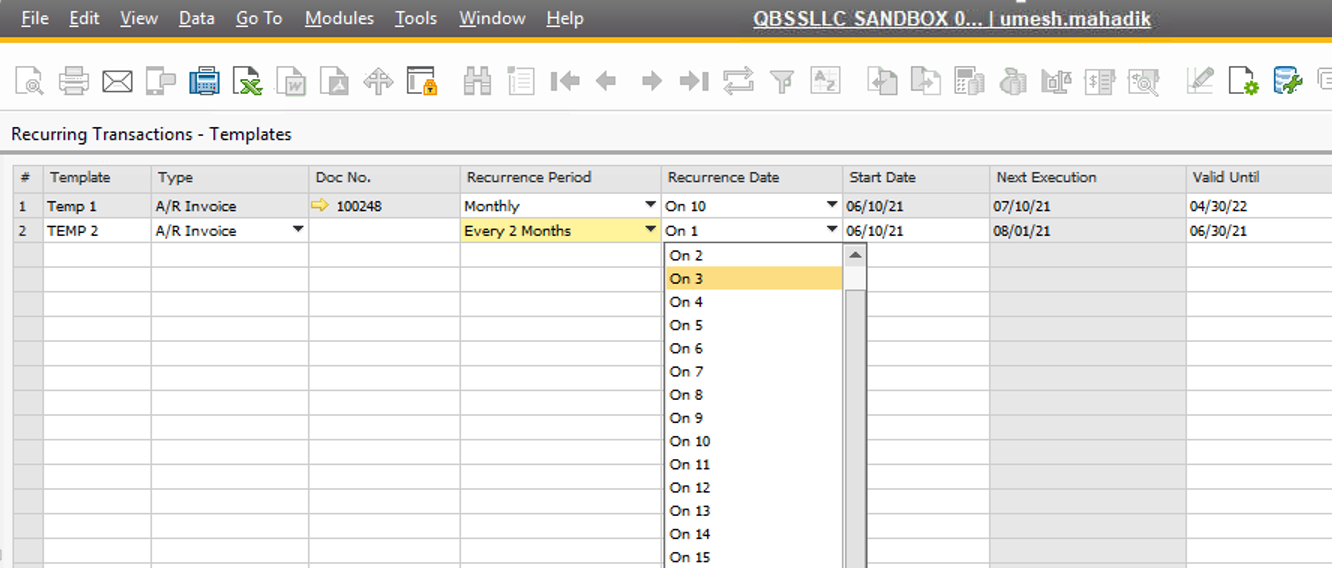 File Edit View Data Go To Modules Tools Window Help QBSSLLC SANDBOX 0... | umesh.mahadik
Recurring Transactions - Templates
# Template Type Doc No. Recurrence Period Recurrence Date Start Date Next Execution Valid Until
1 Temp 1 A/R Invoice 100248 Monthly On 10 06/10/21 07/10/21 04/30/22
2 TEMP 2 A/R Invoice Every 2 Months On 1 06/10/21 08/01/21 06/30/21
On 2
On 3
On 4
On 5
On 6
On 7
On 8
On 9
On 10
On 11
On 12
On 13
On 14
On 15